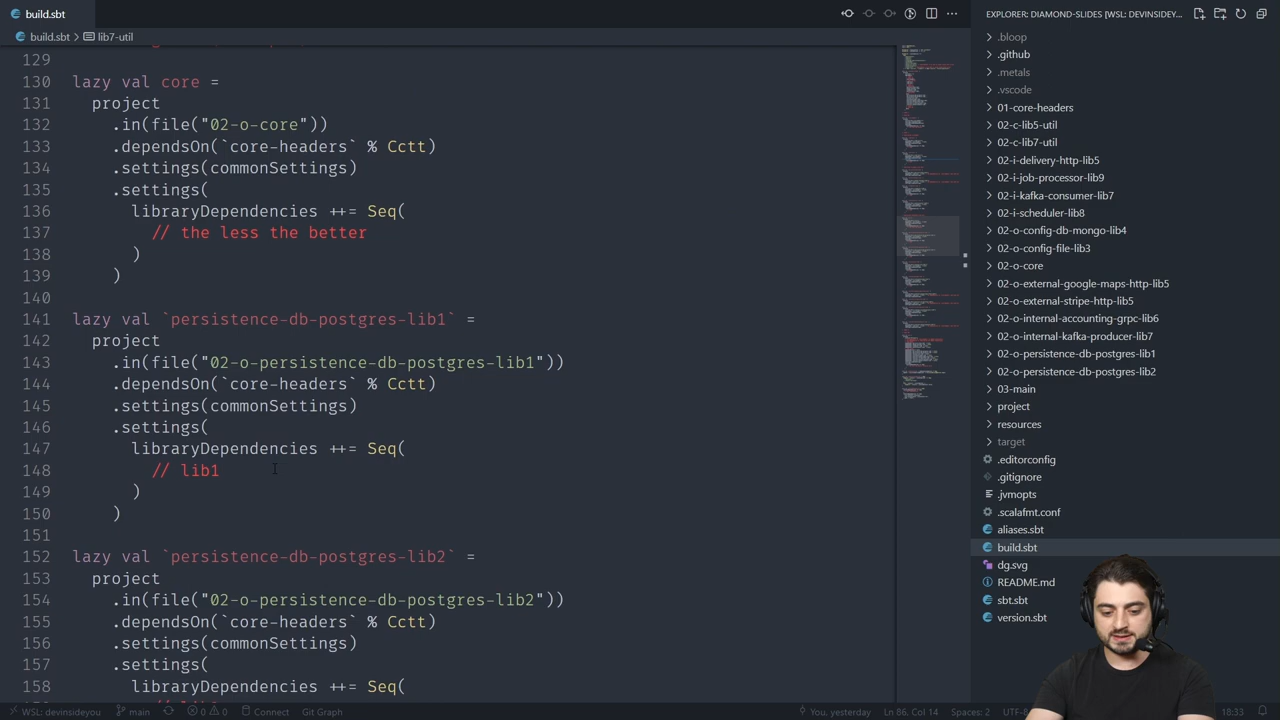 build.sbt
build.sbt > lib7-util
129
130 lazy val core =
131 project
132 .in(file("02-o-core"))
133 .dependsOn(`core-headers` % Cctt)
134 .settings(commonSettings)
135 .settings(
136 libraryDependencies ++= Seq(
137 // the less the better
138 )
139 )
140
141 lazy val `persistence-db-postgres-lib1` =
142 project
143 .in(file("02-o-persistence-db-postgres-lib1"))
144 .dependsOn(`core-headers` % Cctt)
145 .settings(commonSettings)
146 .settings(
147 libraryDependencies ++= Seq(
148 // lib1
149 )
150 )
151
152 lazy val `persistence-db-postgres-lib2` =
153 project
154 .in(file("02-o-persistence-db-postgres-lib2"))
155 .dependsOn(`core-headers` % Cctt)
156 .settings(commonSettings)
157 .settings(
158 libraryDependencies ++= Seq(
EXPLORER: DIAMOND-SLIDES [WSL: DEVINSIDEY...
.bloop
.github
.metals
.vscode
01-core-headers
02-c-lib5-util
02-c-lib7-util
02-i-delivery-http-lib5
02-i-job-processor-lib9
02-i-kafka-consumer-lib7
02-i-scheduler-lib8
02-o-config-db-mongo-lib4
02-o-config-file-lib3
02-o-core
02-o-external-google-maps-http-lib5
02-o-external-stripe-http-lib5
02-o-internal-accounting-grpc-lib6
02-o-internal-kafka-producer-lib7
02-o-persistence-db-postgres-lib1
02-o-persistence-db-postgres-lib2
03-main
project
resources
target
.editorconfig
.gitignore
.jvmopts
.scalafmt.conf
aliases.sbt
build.sbt
dg.svg
README.md
sbt.sbt
version.sbt
WSL: devinsideyou main 0 0 Connect Git Graph You, yesterday Ln 86, Col 14 Spaces: 2 UTF-8 18:33